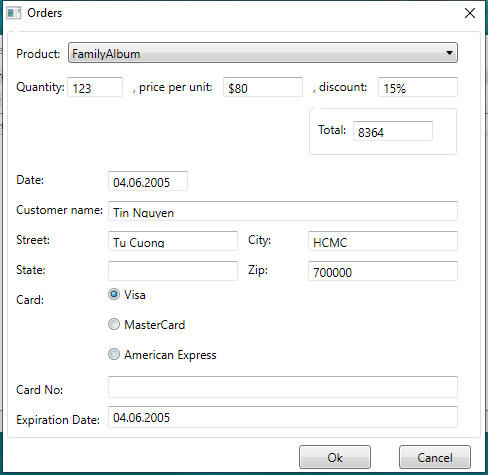 Orders
Product: FamilyAlbum
Quantity: 123 , price per unit: $80 , discount: 15%
Total: 8364
Date: 04.06.2005
Customer name: Tin Nguyen
Street: Tu Cuong City: HCMC
State: Zip: 700000
Card: Visa
MasterCard
American Express
Card No:
Expiration Date: 04.06.2005
Ok Cancel